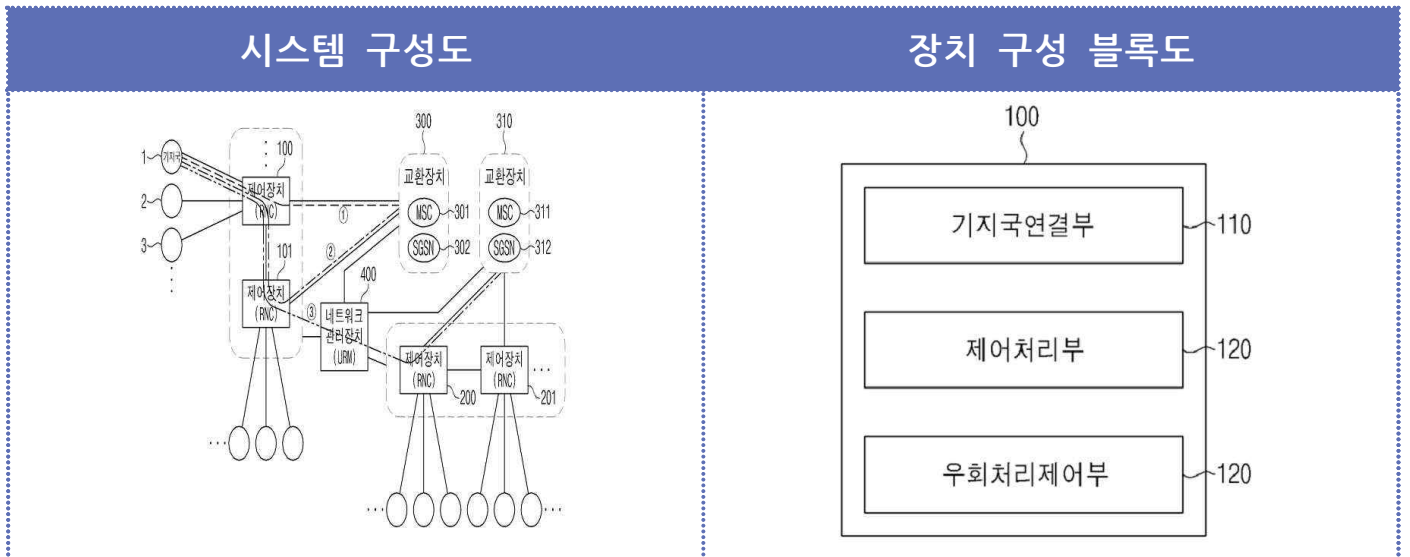 시스템 구성도
장치 구성 블록도
300
310
1
기지국
100
제어장치
(RNC)
교환장치
교환장치
2
①
MSC
301
MSC
311
3
②
SGSN
302
SGSN
312
101
400
제어장치
(RNC)
③
네트워크
관러장치
(URM)
제어장치
(RNC)
200
제어장치
(RNC)
201
100
기지국연결부
110
제어처리부
120
우회처리제어부
120